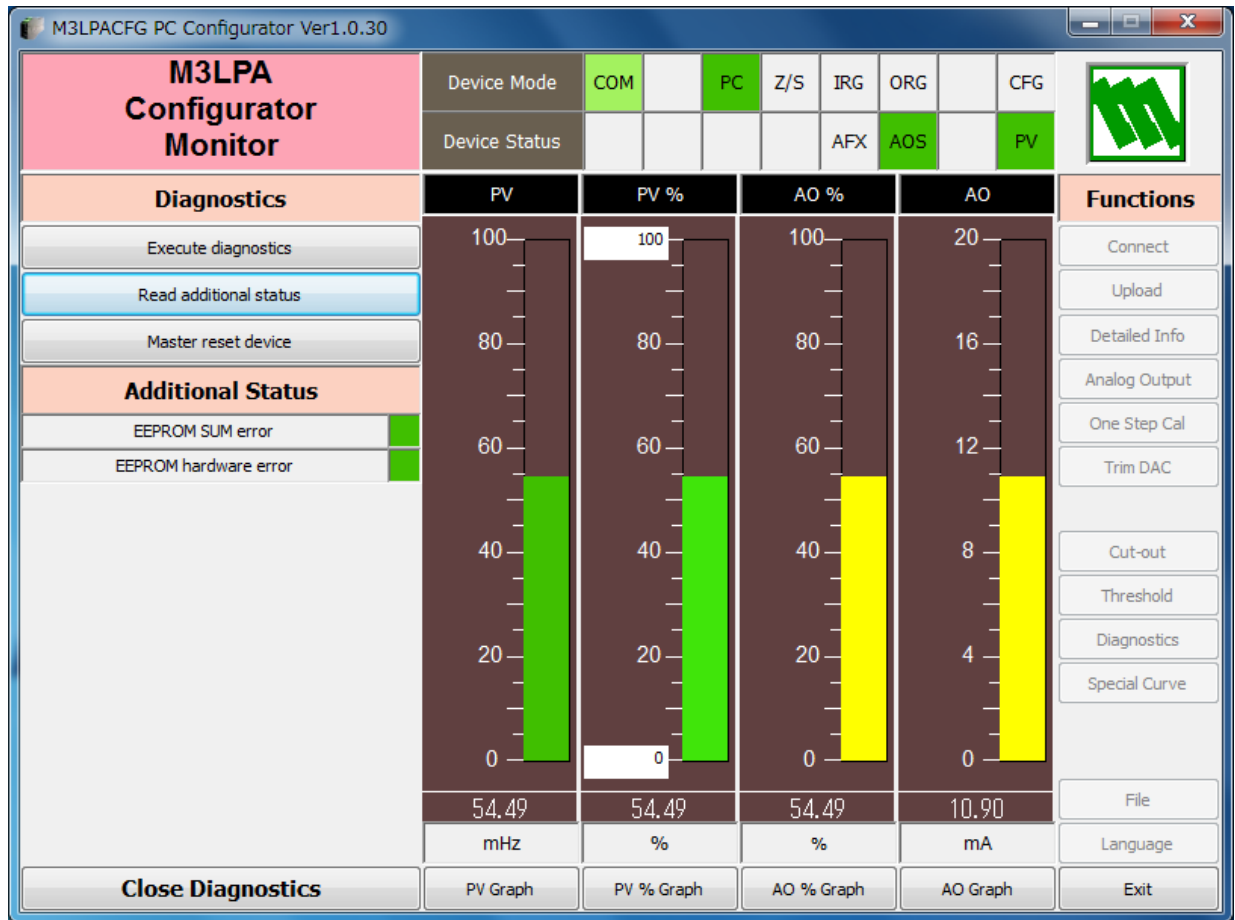 M3LPACFG PC Configurator Ver1.0.30
M3LPA
Configurator
Monitor
Device Mode COM PC Z/S IRG ORG CFG
Device Status AFX AOS PV
Diagnostics
Execute diagnostics
Read additional status
Master reset device
Additional Status
EEPROM SUM error
EEPROM hardware error
Close Diagnostics
PV
100
80
60
40
20
0
54.49
mHz
PV Graph
PV %
100
80
60
40
20
0
54.49
%
PV % Graph
AO %
100
80
60
40
20
0
54.49
%
AO % Graph
AO
20
16
12
8
4
0
10.90
mA
AO Graph
Functions
Connect
Upload
Detailed Info
Analog Output
One Step Cal
Trim DAC
Cut-out
Threshold
Diagnostics
Special Curve
File
Language
Exit